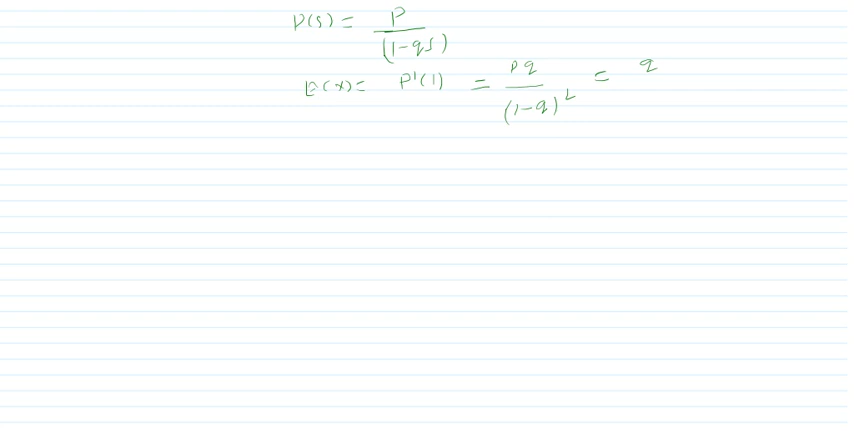 P(s) = P / (1-qs)
E(x) = P'(1) = pq / (1-q)² = q